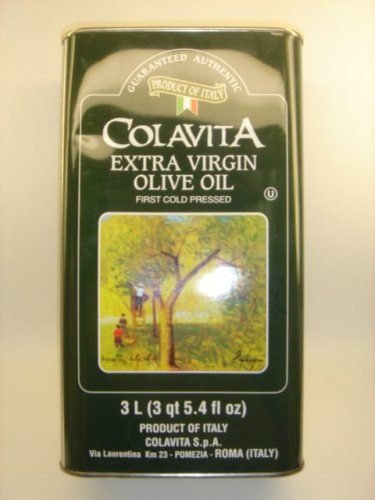 GUARANTEED AUTHENTIC
PRODUCT OF ITALY
COLAVITA
EXTRA VIRGIN
OLIVE OIL
FIRST COLD PRESSED
U
3 L (3 qt 5.4 fl oz)
PRODUCT OF ITALY
COLAVITA S.p.A.
Via Laurentina Km 23 - POMEZIA - ROMA (ITALY)